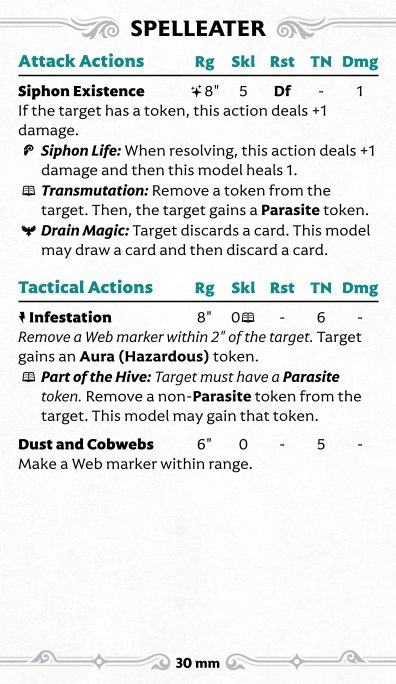 SPELLEATER
Attack Actions Rg Skl Rst TN Dmg
Siphon Existence 8" 5 Df - 1
If the target has a token, this action deals +1
damage.
Siphon Life: When resolving, this action deals +1
damage and then this model heals 1.
Transmutation: Remove a token from the
target. Then, the target gains a Parasite token.
Drain Magic: Target discards a card. This model
may draw a card and then discard a card.
Tactical Actions Rg Skl Rst TN Dmg
Infestation 8" 0 - 6 -
Remove a Web marker within 2" of the target. Target
gains an Aura (Hazardous) token.
Part of the Hive: Target must have a Parasite
token. Remove a non-Parasite token from the
target. This model may gain that token.
Dust and Cobwebs 6" 0 - 5 -
Make a Web marker within range.
30 mm